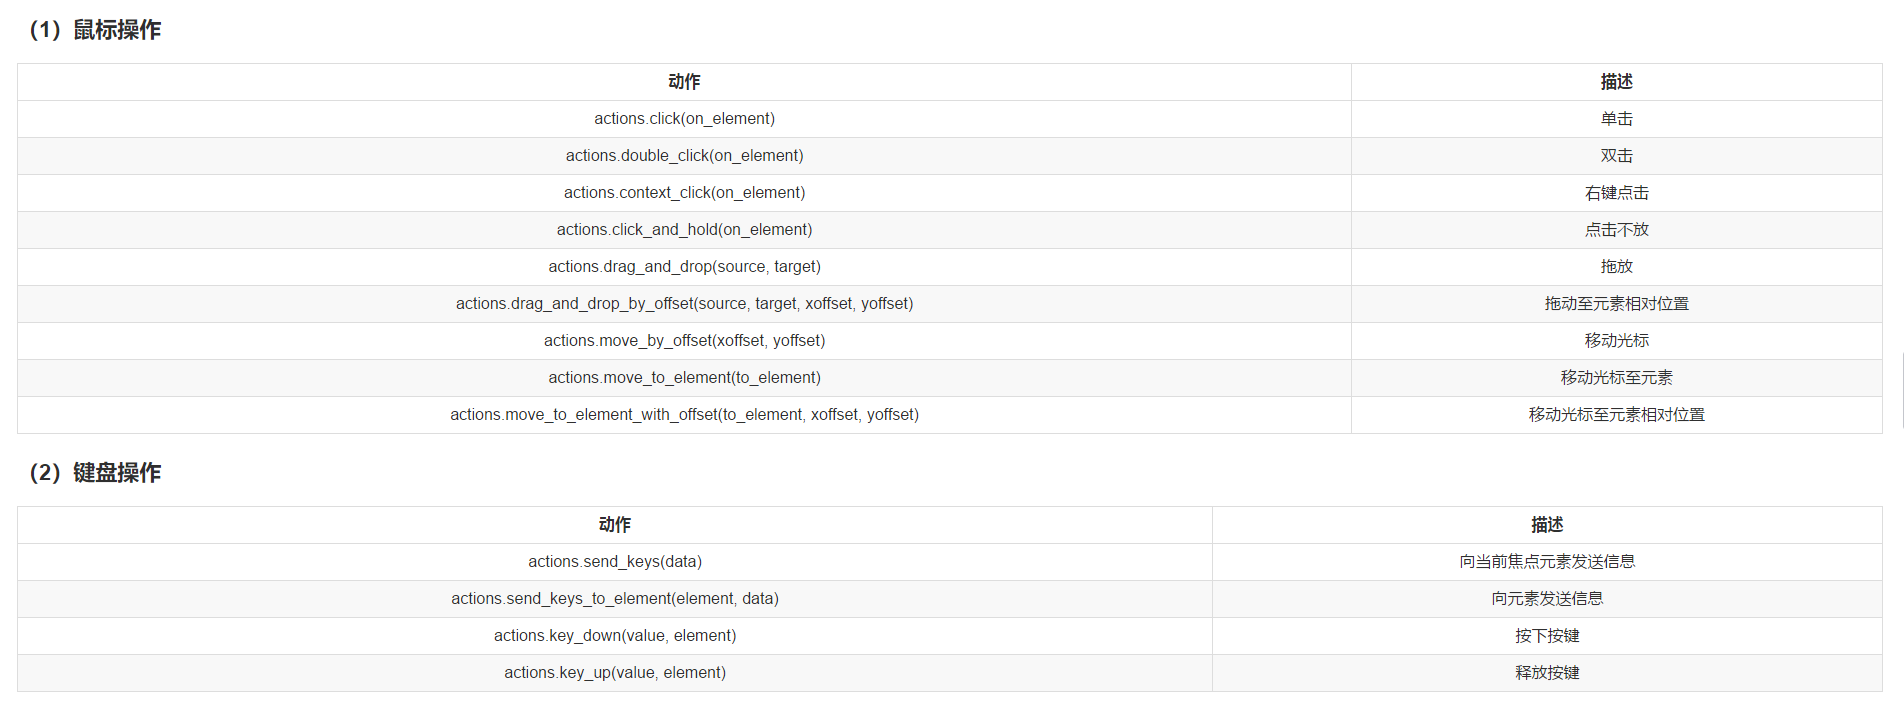 （1）鼠标操作
动作 描述
actions.click(on_element) 单击
actions.double_click(on_element) 双击
actions.context_click(on_element) 右键点击
actions.click_and_hold(on_element) 点击不放
actions.drag_and_drop(source, target) 拖放
actions.drag_and_drop_by_offset(source, target, xoffset, yoffset) 拖动至元素相对位置
actions.move_by_offset(xoffset, yoffset) 移动光标
actions.move_to_element(to_element) 移动光标至元素
actions.move_to_element_with_offset(to_element, xoffset, yoffset) 移动光标至元素相对位置
（2）键盘操作
动作 描述
actions.send_keys(data) 向当前焦点元素发送信息
actions.send_keys_to_element(element, data) 向元素发送信息
actions.key_down(value, element) 按下按键
actions.key_up(value, element) 释放按键